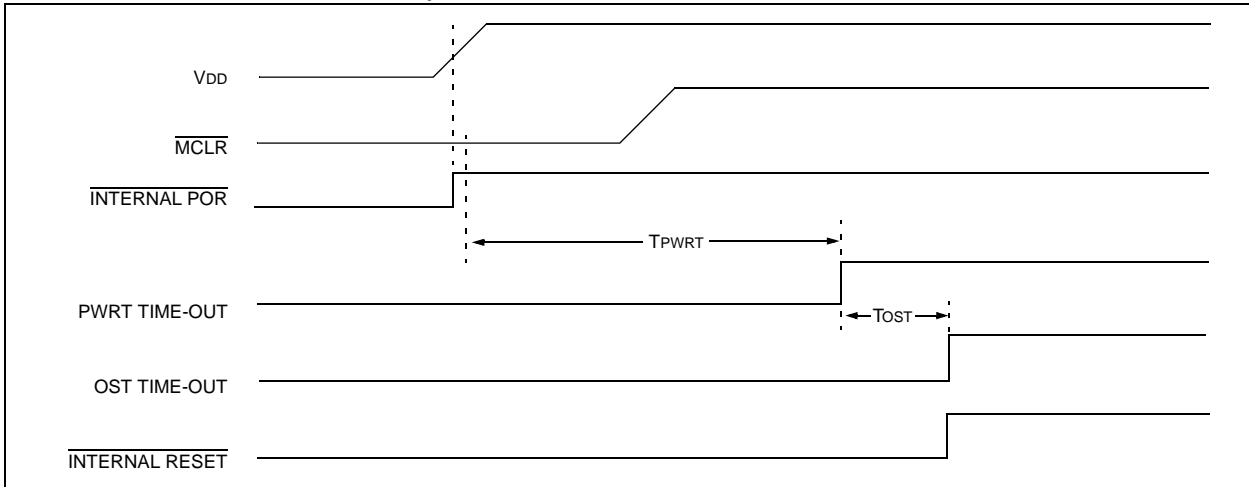 VDD
MCLR
INTERNAL POR
TPWRT
PWRT TIME-OUT
TOST
OST TIME-OUT
INTERNAL RESET